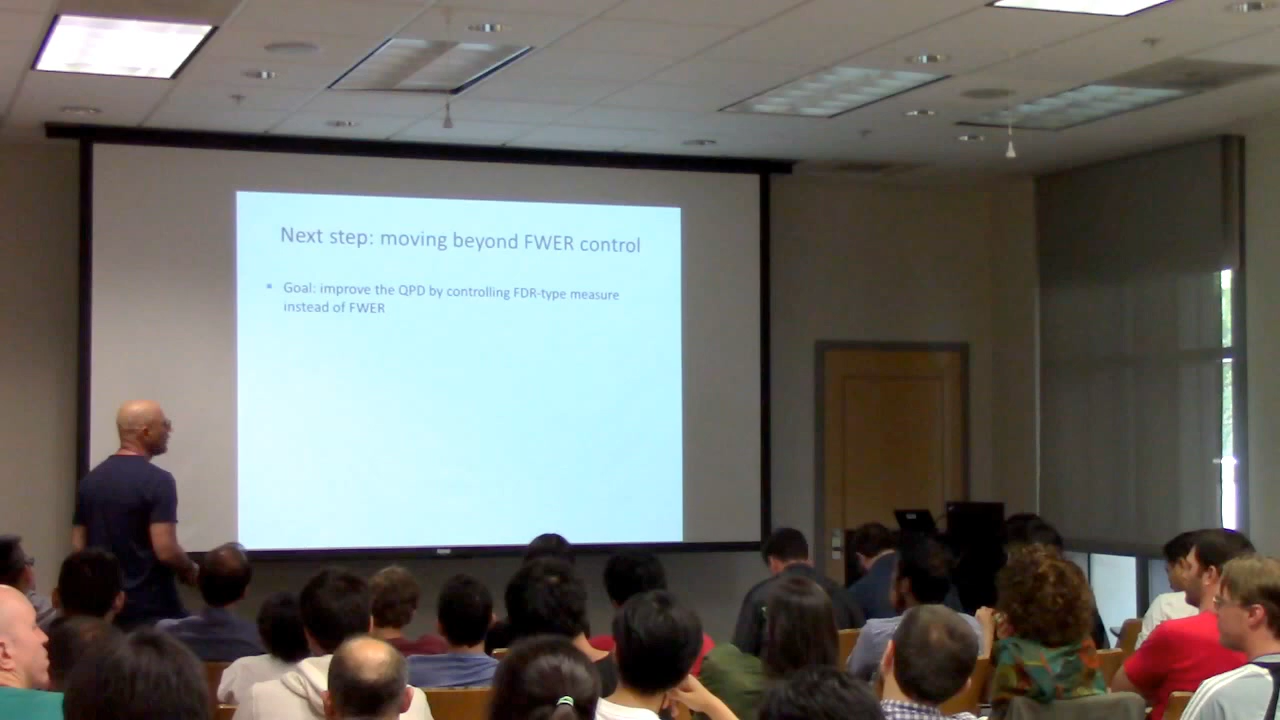 Next step: moving beyond FWER control
▪ Goal: improve the QPD by controlling FDR-type measure
instead of FWER